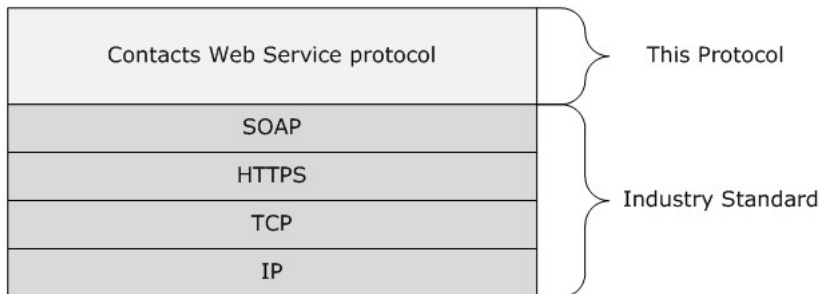 Contacts Web Service protocol
This Protocol
SOAP
HTTPS
TCP
IP
Industry Standard